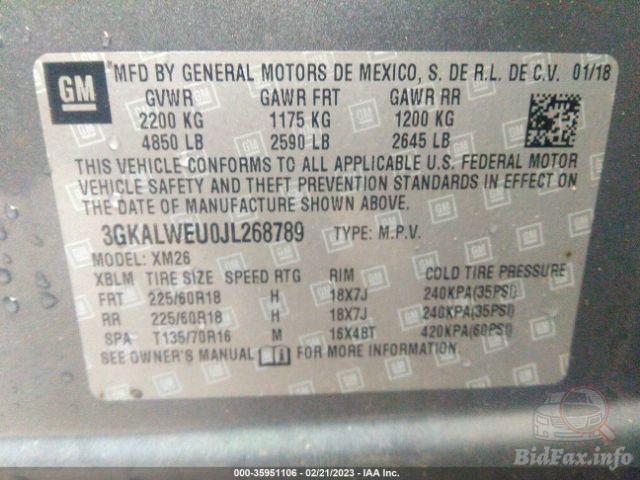 GM MFD BY GENERAL MOTORS DE MEXICO, S. DE R.L. DE C.V. 01/18
GVWR GAWR FRT GAWR RR
2200 KG 1175 KG 1200 KG
4850 LB 2590 LB 2645 LB
THIS VEHICLE CONFORMS TO ALL APPLICABLE U.S. FEDERAL MOTOR
VEHICLE SAFETY AND THEFT PREVENTION STANDARDS IN EFFECT ON
THE DATE OF MANUFACTURE SHOWN ABOVE.
3GKALWEU0JL268789 TYPE: M.P.V.
MODEL: XM26
XBLM TIRE SIZE SPEED RTG RIM COLD TIRE PRESSURE
FRT 225/60R18 H 18X7J 240KPA(35PSI)
RR 225/60R18 H 18X7J 240KPA(35PSI)
SPA T135/70R16 M 16X4BT 420KPA(60PSI)
SEE OWNER'S MANUAL FOR MORE INFORMATION
000-35951106 - 02/21/2023 - IAA Inc.
BidFax.info